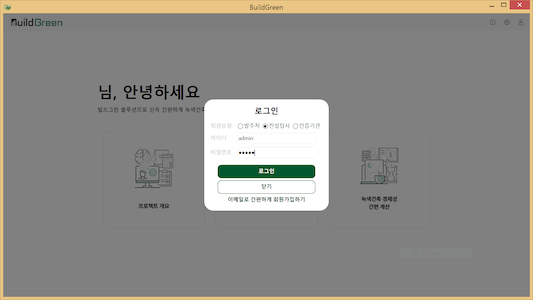 BuildGreen
BuildGreen
님, 안녕하세요
빌드그린 솔루션으로 신속 간편하게 녹색건축
로그인
회원유형 발주처 컨설팅사 인증기관
아이디 admin
비밀번호 •••••
로그인
닫기
이메일로 간편하게 회원가입하기
프로젝트 개요
녹색건축 경제성
간편 계산